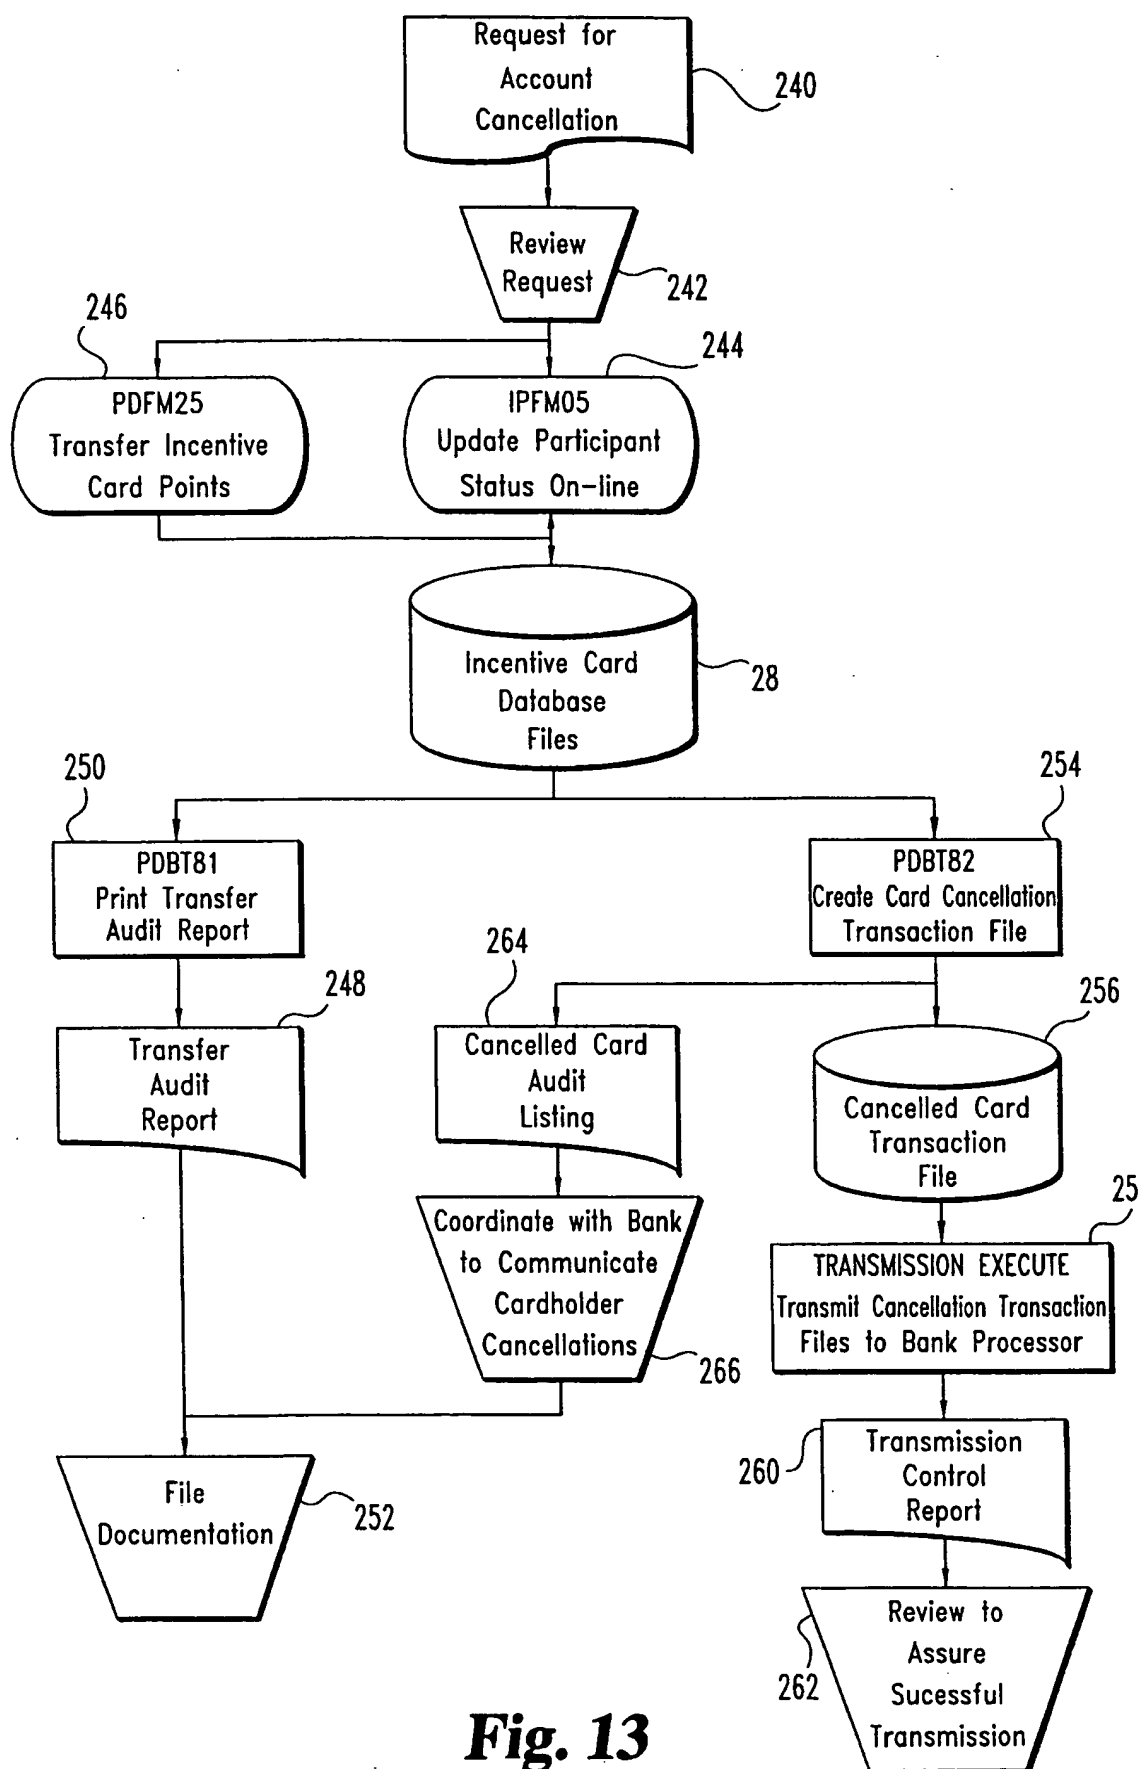 Request for
Account
Cancellation
240
Review
Request
242
246
244
PDFM25
Transfer Incentive
Card Points
IPFM05
Update Participant
Status On-line
Incentive Card
Database
Files
28
250
254
PDBT81
Print Transfer
Audit Report
PDBT82
Create Card Cancellation
Transaction File
248
264
256
Transfer
Audit
Report
Cancelled Card
Audit
Listing
Cancelled Card
Transaction
File
25
Coordinate with Bank
to Communicate
Cardholder
Cancellations
266
TRANSMISSION EXECUTE
Transmit Cancellation Transaction
Files to Bank Processor
260
Transmission
Control
Report
File
Documentation
252
262
Review to
Assure
Sucessful
Transmission
Fig. 13